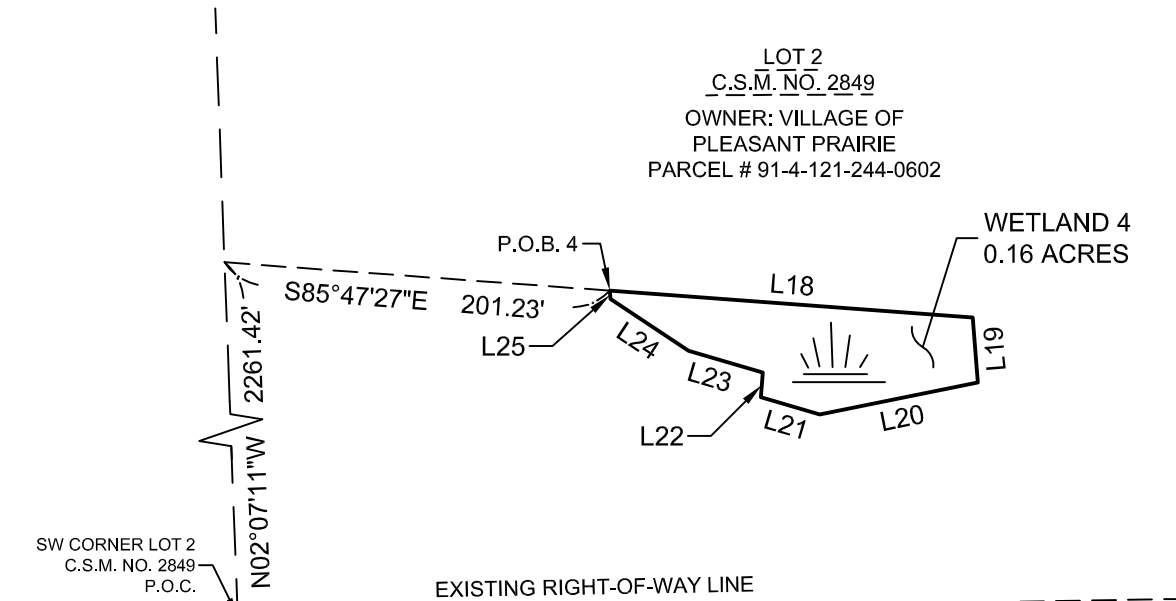 LOT 2
C.S.M. NO. 2849
OWNER: VILLAGE OF
PLEASANT PRAIRIE
PARCEL # 91-4-121-244-0602
WETLAND 4
0.16 ACRES
P.O.B. 4
L18
S85°47'27"E 201.23'
L25
L24
L19
L23
L22
L21
L20
N02°07'11"W 2261.42'
SW CORNER LOT 2
C.S.M. NO. 2849
P.O.C.
EXISTING RIGHT-OF-WAY LINE